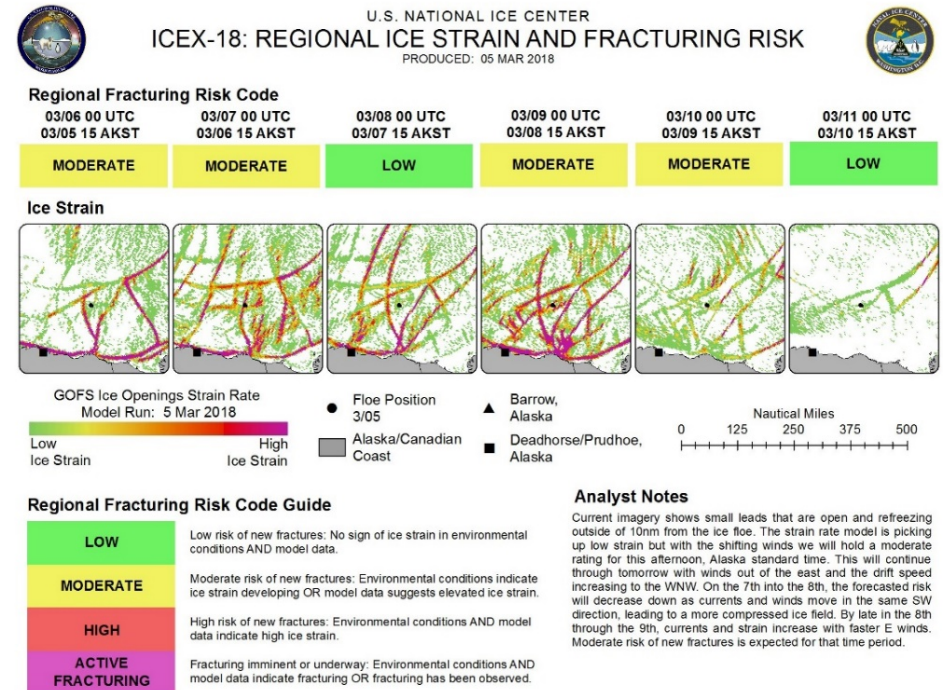 U.S. NATIONAL ICE CENTER
ICEX-18: REGIONAL ICE STRAIN AND FRACTURING RISK
PRODUCED: 05 MAR 2018
Regional Fracturing Risk Code
03/06 00 UTC
03/05 15 AKST
MODERATE
03/07 00 UTC
03/06 15 AKST
MODERATE
03/08 00 UTC
03/07 15 AKST
LOW
03/09 00 UTC
03/08 15 AKST
MODERATE
03/10 00 UTC
03/09 15 AKST
MODERATE
03/11 00 UTC
03/10 15 AKST
LOW
Ice Strain
GOFS Ice Openings Strain Rate
Model Run: 5 Mar 2018
Low
Ice Strain
High
Ice Strain
Floe Position
3/05
Alaska/Canadian
Coast
Barrow,
Alaska
Deadhorse/Prudhoe,
Alaska
Nautical Miles
0 125 250 375 500
Regional Fracturing Risk Code Guide
LOW
Low risk of new fractures: No sign of ice strain in environmental
conditions AND model data.
MODERATE
Moderate risk of new fractures: Environmental conditions indicate
ice strain developing OR model data suggests elevated ice strain.
HIGH
High risk of new fractures: Environmental conditions AND model
data indicate high ice strain.
ACTIVE
FRACTURING
Fracturing imminent or underway: Environmental conditions AND
model data indicate fracturing OR fracturing has been observed.
Analyst Notes
Current imagery shows small leads that are open and refreezing
outside of 10nm from the ice floe. The strain rate model is picking
up low strain but with the shifting winds we will hold a moderate
rating for this afternoon, Alaska standard time. This will continue
through tomorrow with winds out of the east and the drift speed
increasing to the WNW. On the 7th into the 8th, the forecasted risk
will decrease down as currents and winds move in the same SW
direction, leading to a more compressed ice field. By late in the 8th
through the 9th, currents and strain increase with faster E winds.
Moderate risk of new fractures is expected for that time period.